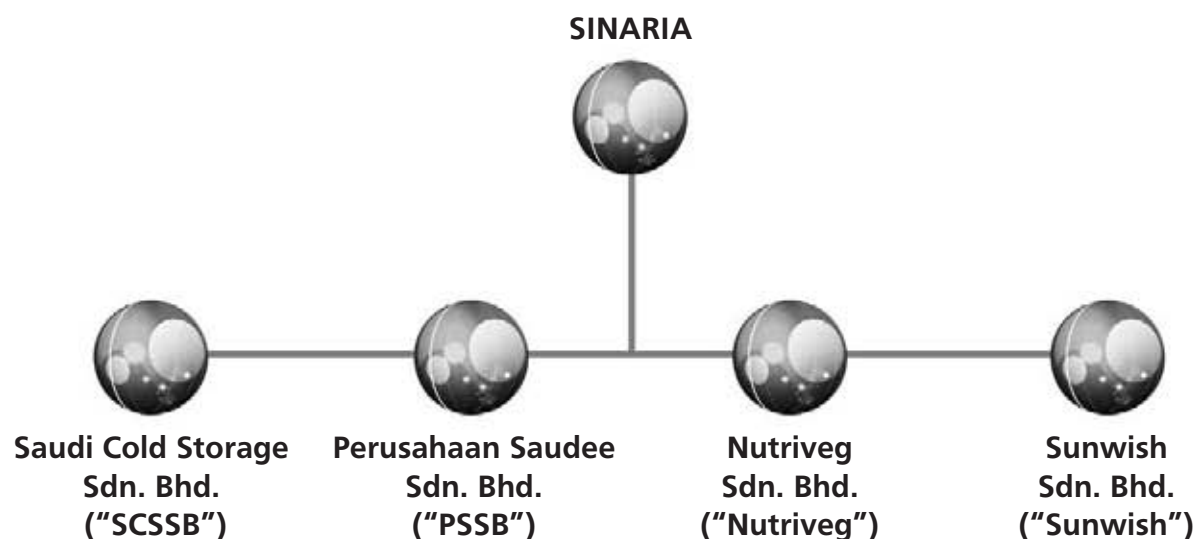 SINARIA
Saudi Cold Storage
Sdn. Bhd.
(“SCSSB”)
Perusahaan Saudee
Sdn. Bhd.
(“PSSB”)
Nutriveg
Sdn. Bhd.
(“Nutriveg”)
Sunwish
Sdn. Bhd.
(“Sunwish”)